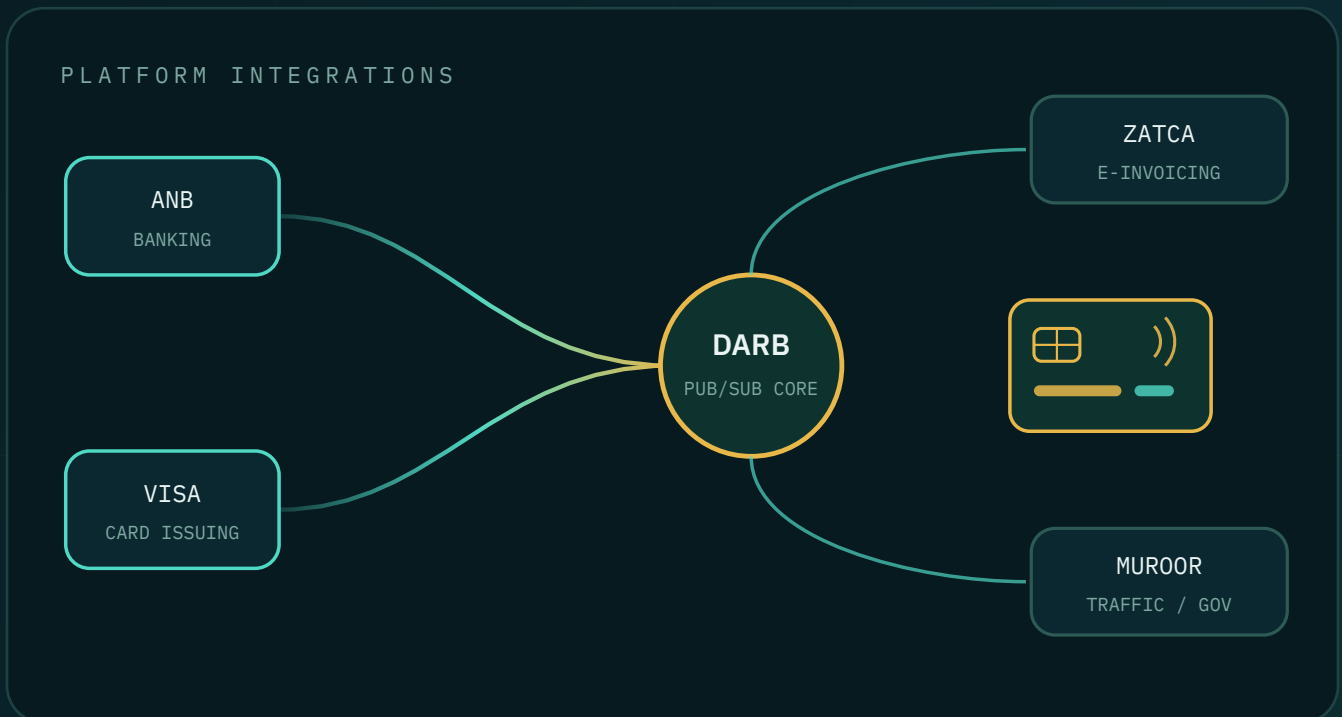 PLATFORM INTEGRATIONS
ANB
BANKING
VISA
CARD ISSUING
DARB
PUB/SUB CORE
ZATCA
E-INVOICING
MUROOR
TRAFFIC / GOV